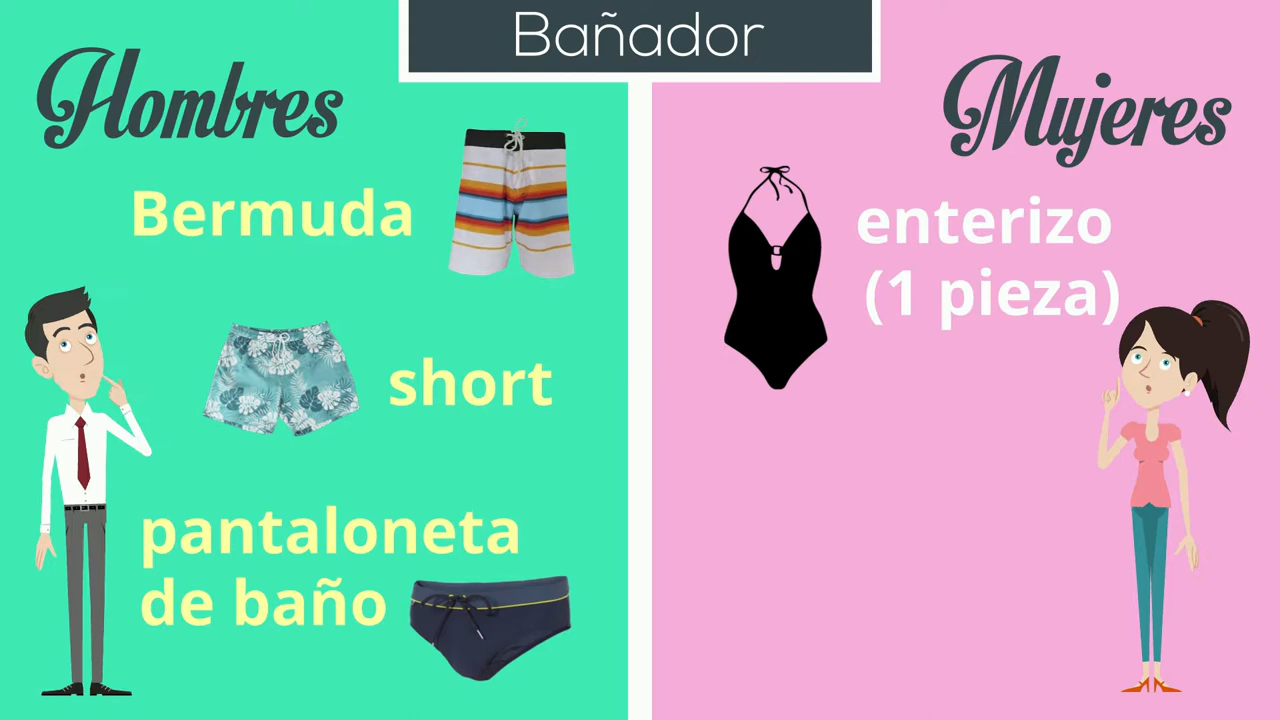 Bañador
Hombres
Bermuda
short
pantaloneta
de baño
Mujeres
enterizo
(1 pieza)